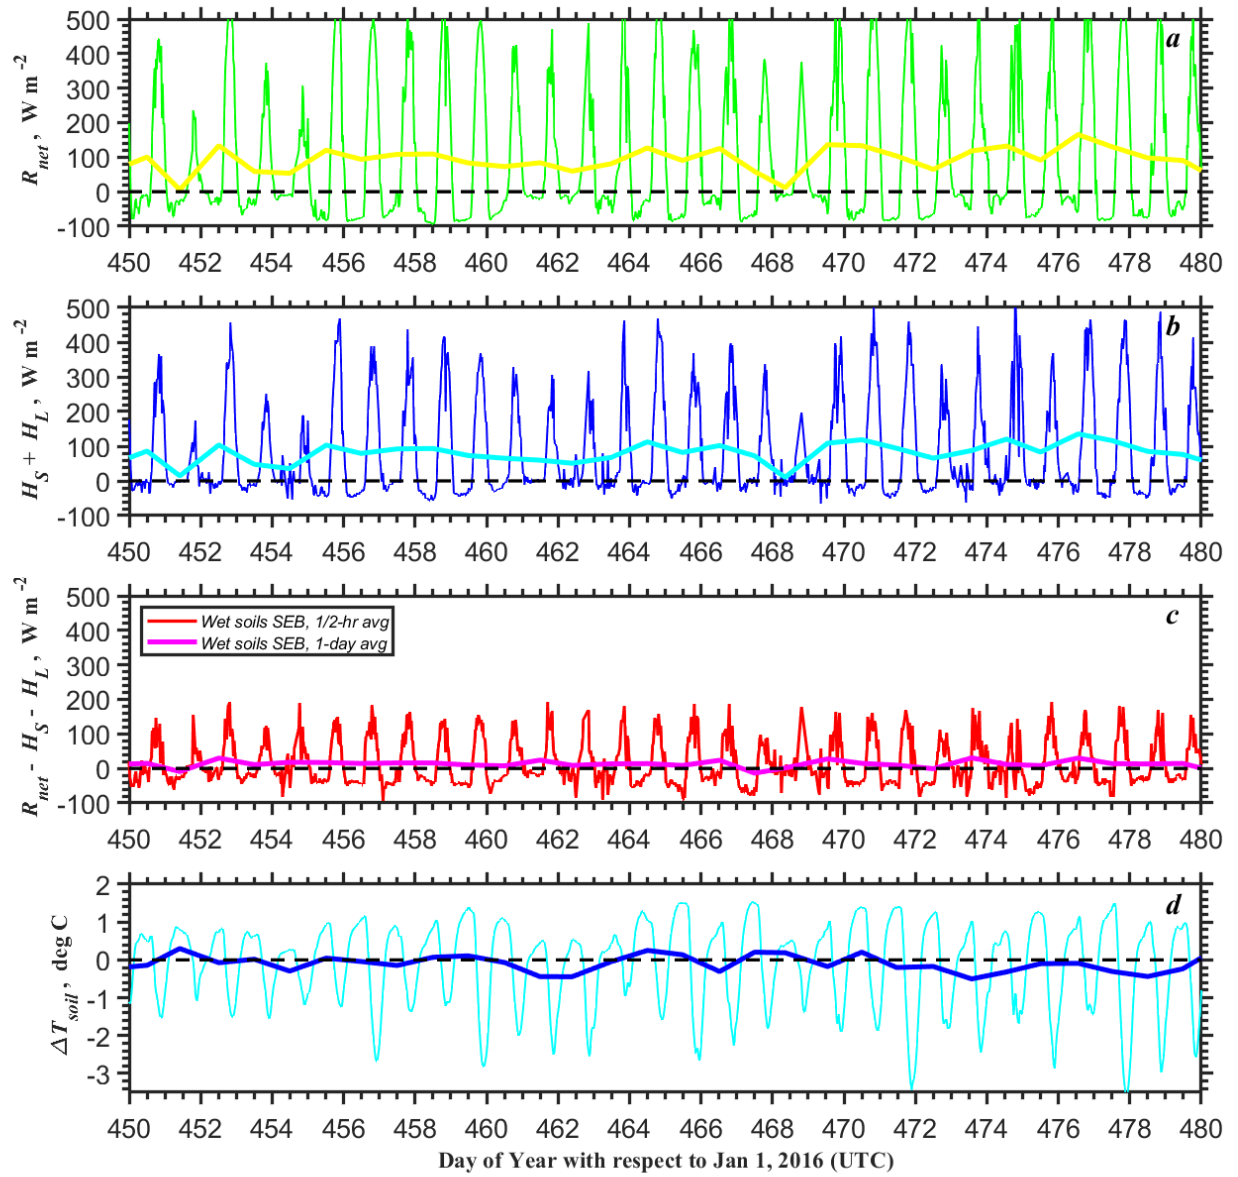 R_net, W m^-2
500
400
300
200
100
0
-100
a
450 452 454 456 458 460 462 464 466 468 470 472 474 476 478 480
H_S + H_L, W m^-2
500
400
300
200
100
0
-100
b
450 452 454 456 458 460 462 464 466 468 470 472 474 476 478 480
R_net - H_S - H_L, W m^-2
500
400
300
200
100
0
-100
c
Wet soils SEB, 1/2-hr avg
Wet soils SEB, 1-day avg
450 452 454 456 458 460 462 464 466 468 470 472 474 476 478 480
ΔT_soil, deg C
2
1
0
-1
-2
-3
d
450 452 454 456 458 460 462 464 466 468 470 472 474 476 478 480
Day of Year with respect to Jan 1, 2016 (UTC)